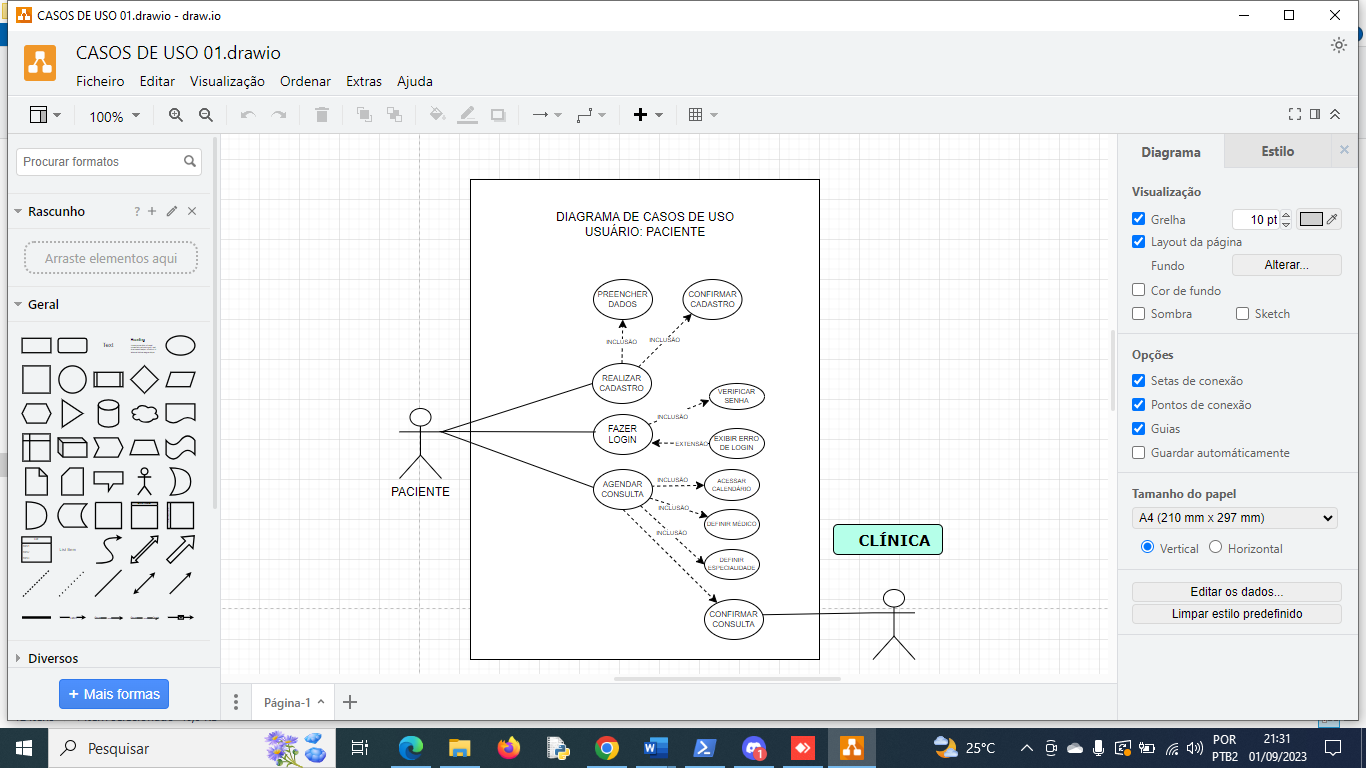 CASOS DE USO 01.drawio - draw.io
CASOS DE USO 01.drawio
Ficheiro Editar Visualização Ordenar Extras Ajuda
100%
Procurar formatos
Rascunho ?
Arraste elementos aqui
Geral
Text
Heading
Diversos
+ Mais formas
DIAGRAMA DE CASOS DE USO
USUÁRIO: PACIENTE
PREENCHER
DADOS
CONFIRMAR
CADASTRO
INCLUSÃO
INCLUSÃO
REALIZAR
CADASTRO
VERIFICAR
SENHA
INCLUSÃO
FAZER
LOGIN
EXTENSÃO
EXIBIR ERRO
DE LOGIN
AGENDAR
CONSULTA
INCLUSÃO
ACESSAR
CALENDÁRIO
INCLUSÃO
DEFINIR MÉDICO
INCLUSÃO
DEFINIR
ESPECIALIDADE
CONFIRMAR
CONSULTA
PACIENTE
CLÍNICA
Página-1
Diagrama
Estilo
Visualização
Grelha
10 pt
Layout da página
Fundo
Alterar...
Cor de fundo
Sombra
Sketch
Opções
Setas de conexão
Pontos de conexão
Guias
Guardar automáticamente
Tamanho do papel
A4 (210 mm x 297 mm)
Vertical
Horizontal
Editar os dados...
Limpar estilo predefinido
Pesquisar
1
25°C
POR
PTB2
21:31
01/09/2023